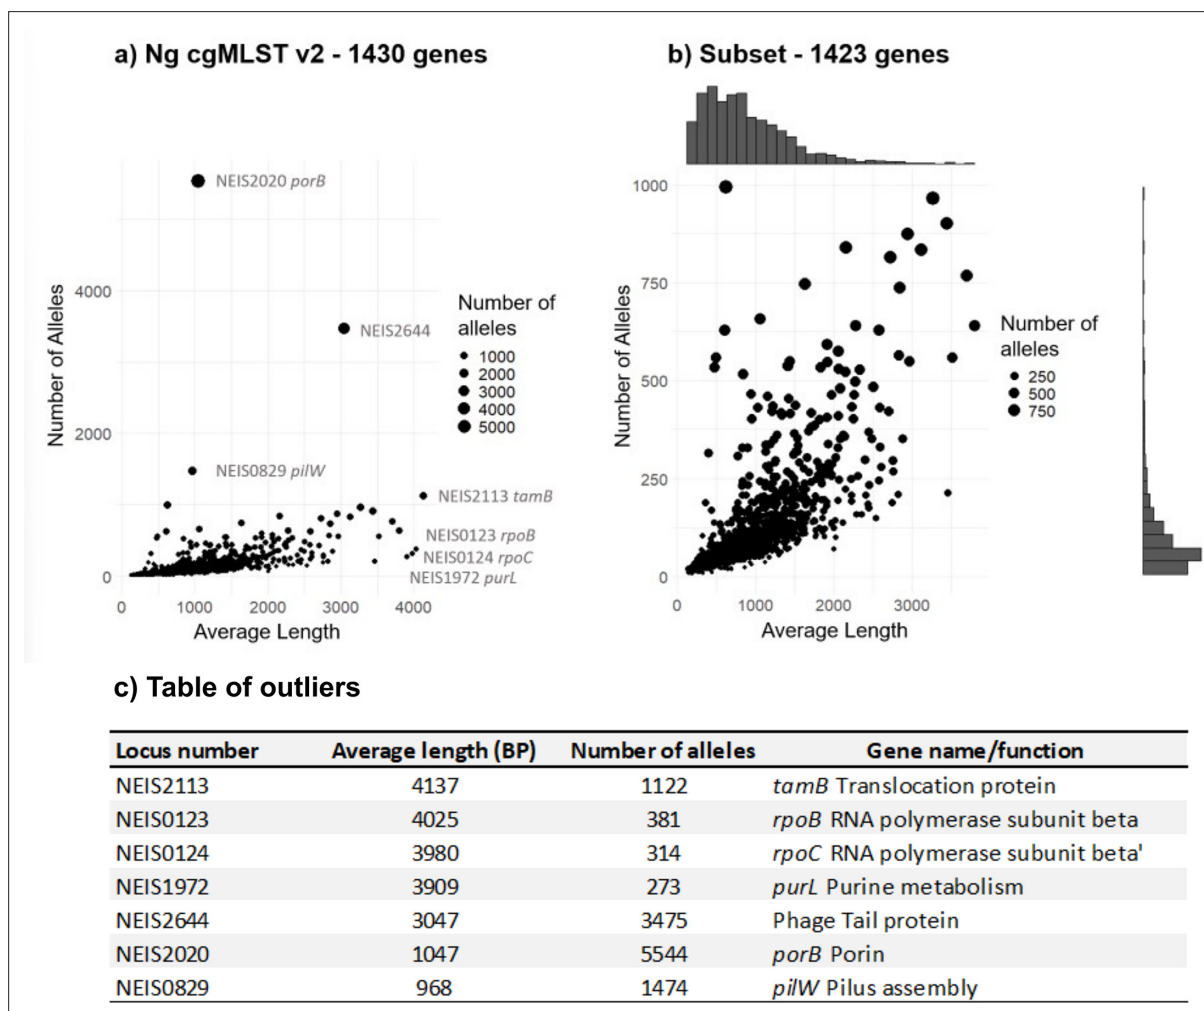 a) Ng cgMLST v2 - 1430 genes
NEIS2020 porB
NEIS2644
NEIS0829 pilW
NEIS2113 tamB
NEIS0123 rpoB
NEIS0124 rpoC
NEIS1972 purL
4000
2000
0
Number of Alleles
0 1000 2000 3000 4000
Average Length
Number of
alleles
1000
2000
3000
4000
5000
b) Subset - 1423 genes
1000
750
500
250
0
Number of Alleles
0 1000 2000 3000
Average Length
Number of
alleles
250
500
750
c) Table of outliers
Locus number Average length (BP) Number of alleles Gene name/function
NEIS2113 4137 1122 tamB Translocation protein
NEIS0123 4025 381 rpoB RNA polymerase subunit beta
NEIS0124 3980 314 rpoC RNA polymerase subunit beta'
NEIS1972 3909 273 purL Purine metabolism
NEIS2644 3047 3475 Phage Tail protein
NEIS2020 1047 5544 porB Porin
NEIS0829 968 1474 pilW Pilus assembly